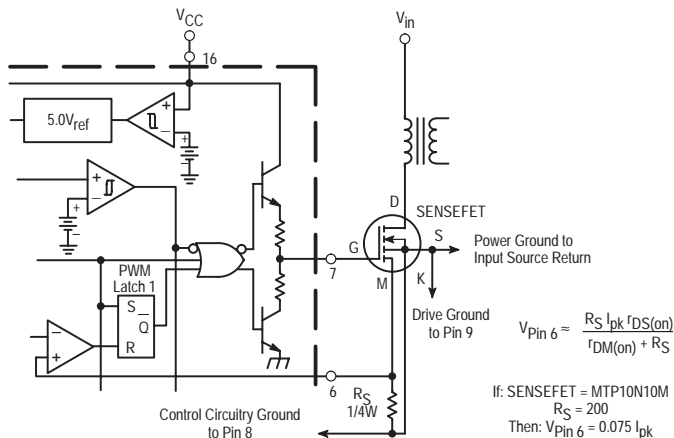 VCC
Vin
16
5.0Vref
+
–
+
–
+
–
+
–
D
SENSEFET
S
Power Ground to
Input Source Return
G
7
M
K
PWM
Latch 1
S
Q
R
Drive Ground
to Pin 9
VPin 6 ≈ RS Ipk rDS(on)
rDM(on) + RS
–
+
6
RS
1/4W
Control Circuitry Ground
to Pin 8
If: SENSEFET = MTP10N10M
RS = 200
Then: VPin 6 = 0.075 Ipk